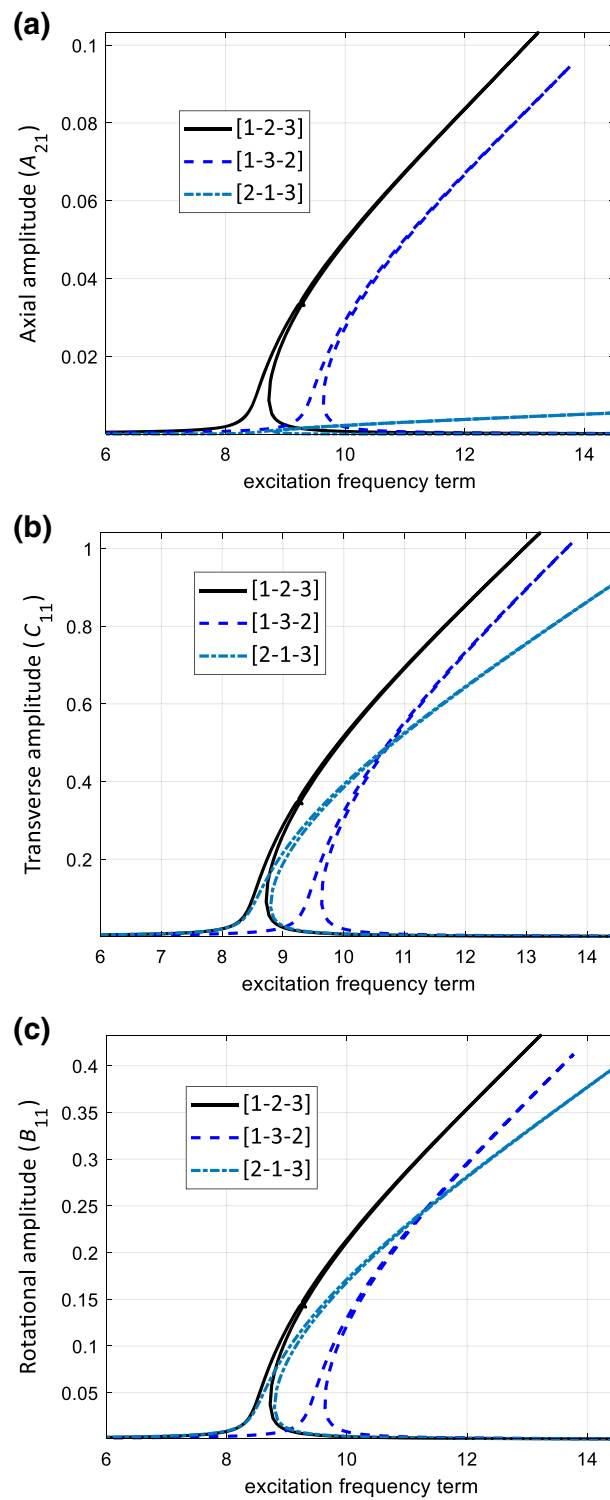 (a)
0.1
0.08
0.06
0.04
0.02
Axial amplitude (A21)
[1-2-3]
[1-3-2]
[2-1-3]
6 8 10 12 14
excitation frequency term
(b)
1
0.8
0.6
0.4
0.2
Transverse amplitude (C11)
[1-2-3]
[1-3-2]
[2-1-3]
6 7 8 9 10 11 12 13 14
excitation frequency term
(c)
0.4
0.35
0.3
0.25
0.2
0.15
0.1
0.05
Rotational amplitude (B11)
[1-2-3]
[1-3-2]
[2-1-3]
6 8 10 12 14
excitation frequency term